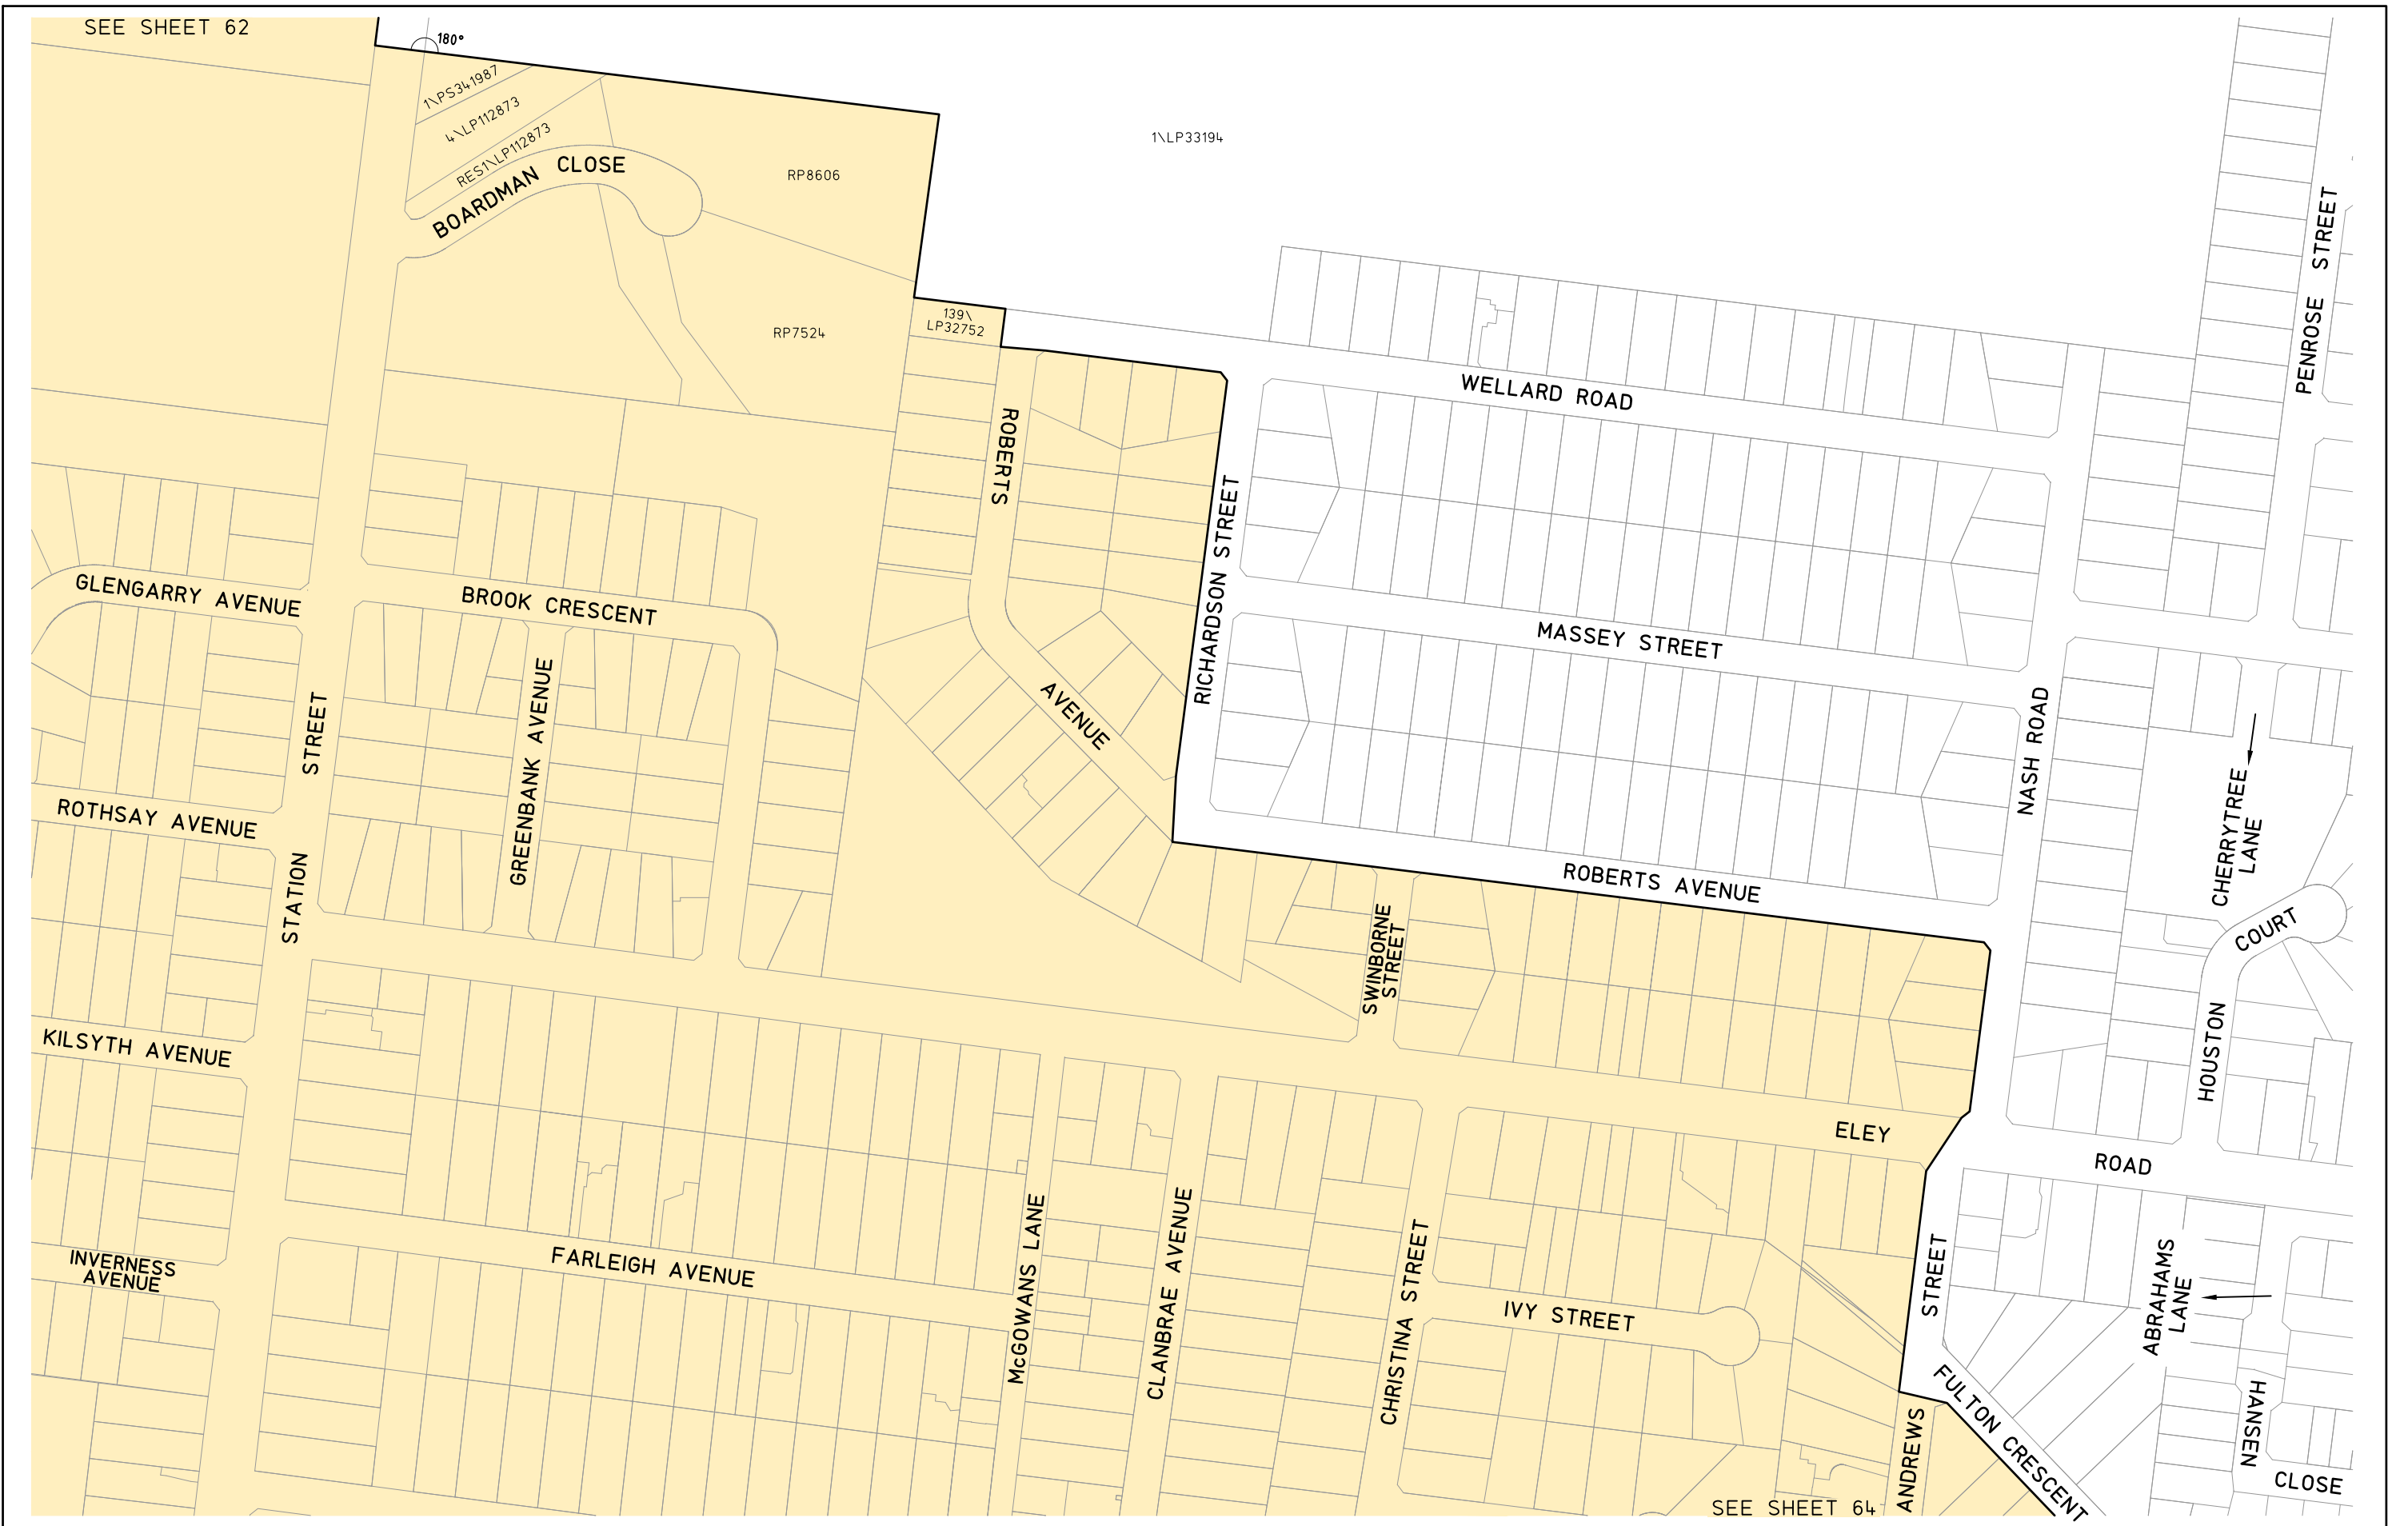 SEE SHEET 62
180°
1\PS341987
4\LP112873
RES1\LP112873
BOARDMAN CLOSE
RP8606
1\LP33194
RP7524
139\
LP32752
PENROSE STREET
WELLARD ROAD
ROBERTS
AVENUE
RICHARDSON STREET
GLENGARRY AVENUE
BROOK CRESCENT
MASSEY STREET
GREENBANK AVENUE
STATION STREET
NASH ROAD
CHERRYTREE
LANE
ROTHSAY AVENUE
ROBERTS AVENUE
SWINBORNE
STREET
HOUSTON COURT
KILSYTH AVENUE
ELEY ROAD
McGOWANS LANE
CLANBRAE AVENUE
CHRISTINA STREET
INVERNESS
AVENUE
FARLEIGH AVENUE
IVY STREET
ANDREWS STREET
ABRAHAMS
LANE
FULTON CRESCENT
HANSEN CLOSE
SEE SHEET 64